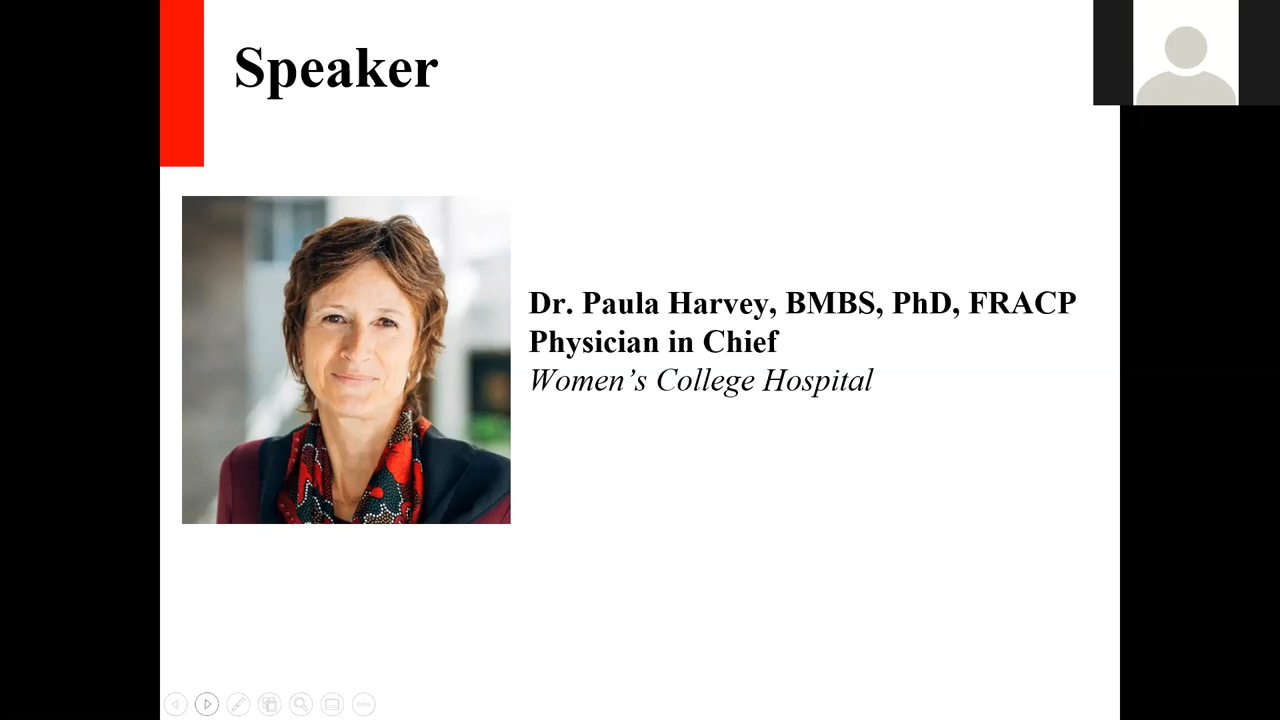 Speaker
Dr. Paula Harvey, BMBS, PhD, FRACP
Physician in Chief
Women’s College Hospital